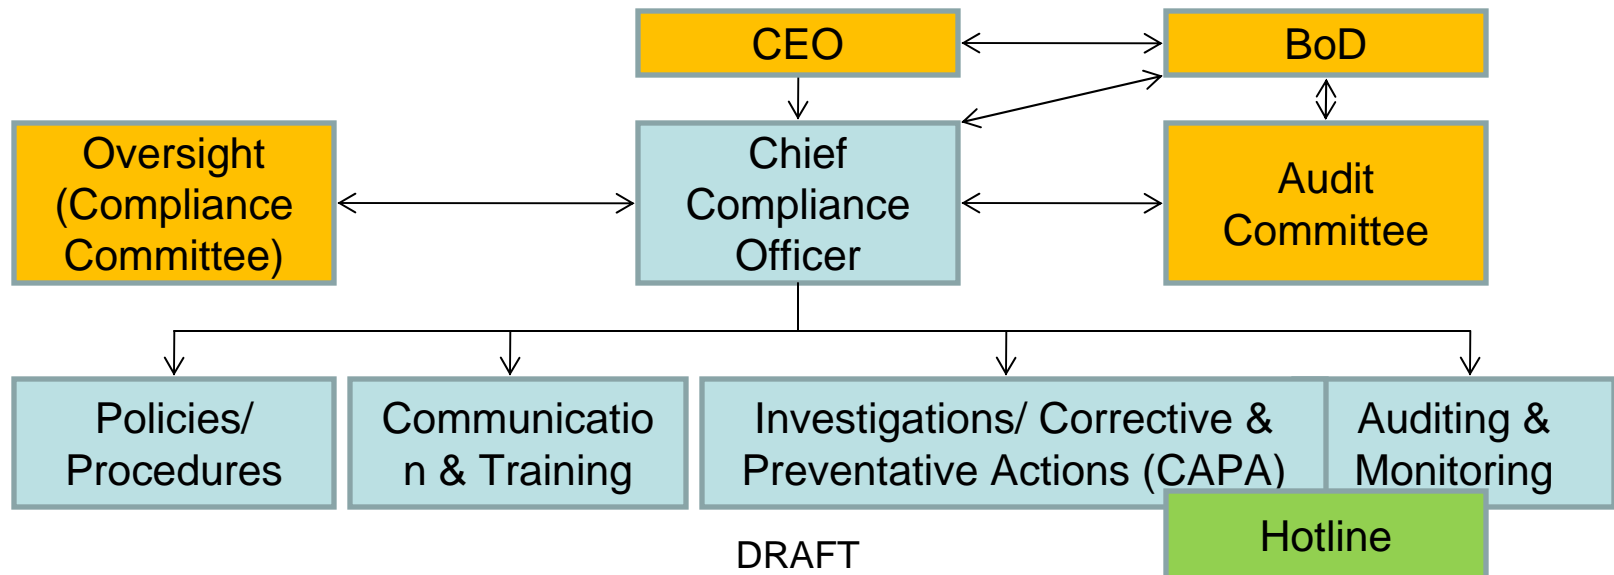 CEO
BoD
Oversight
(Compliance
Committee)
Chief
Compliance
Officer
Audit
Committee
Policies/
Procedures
Communicatio
n & Training
Investigations/ Corrective &
Preventative Actions (CAPA)
Auditing &
Monitoring
Hotline
DRAFT